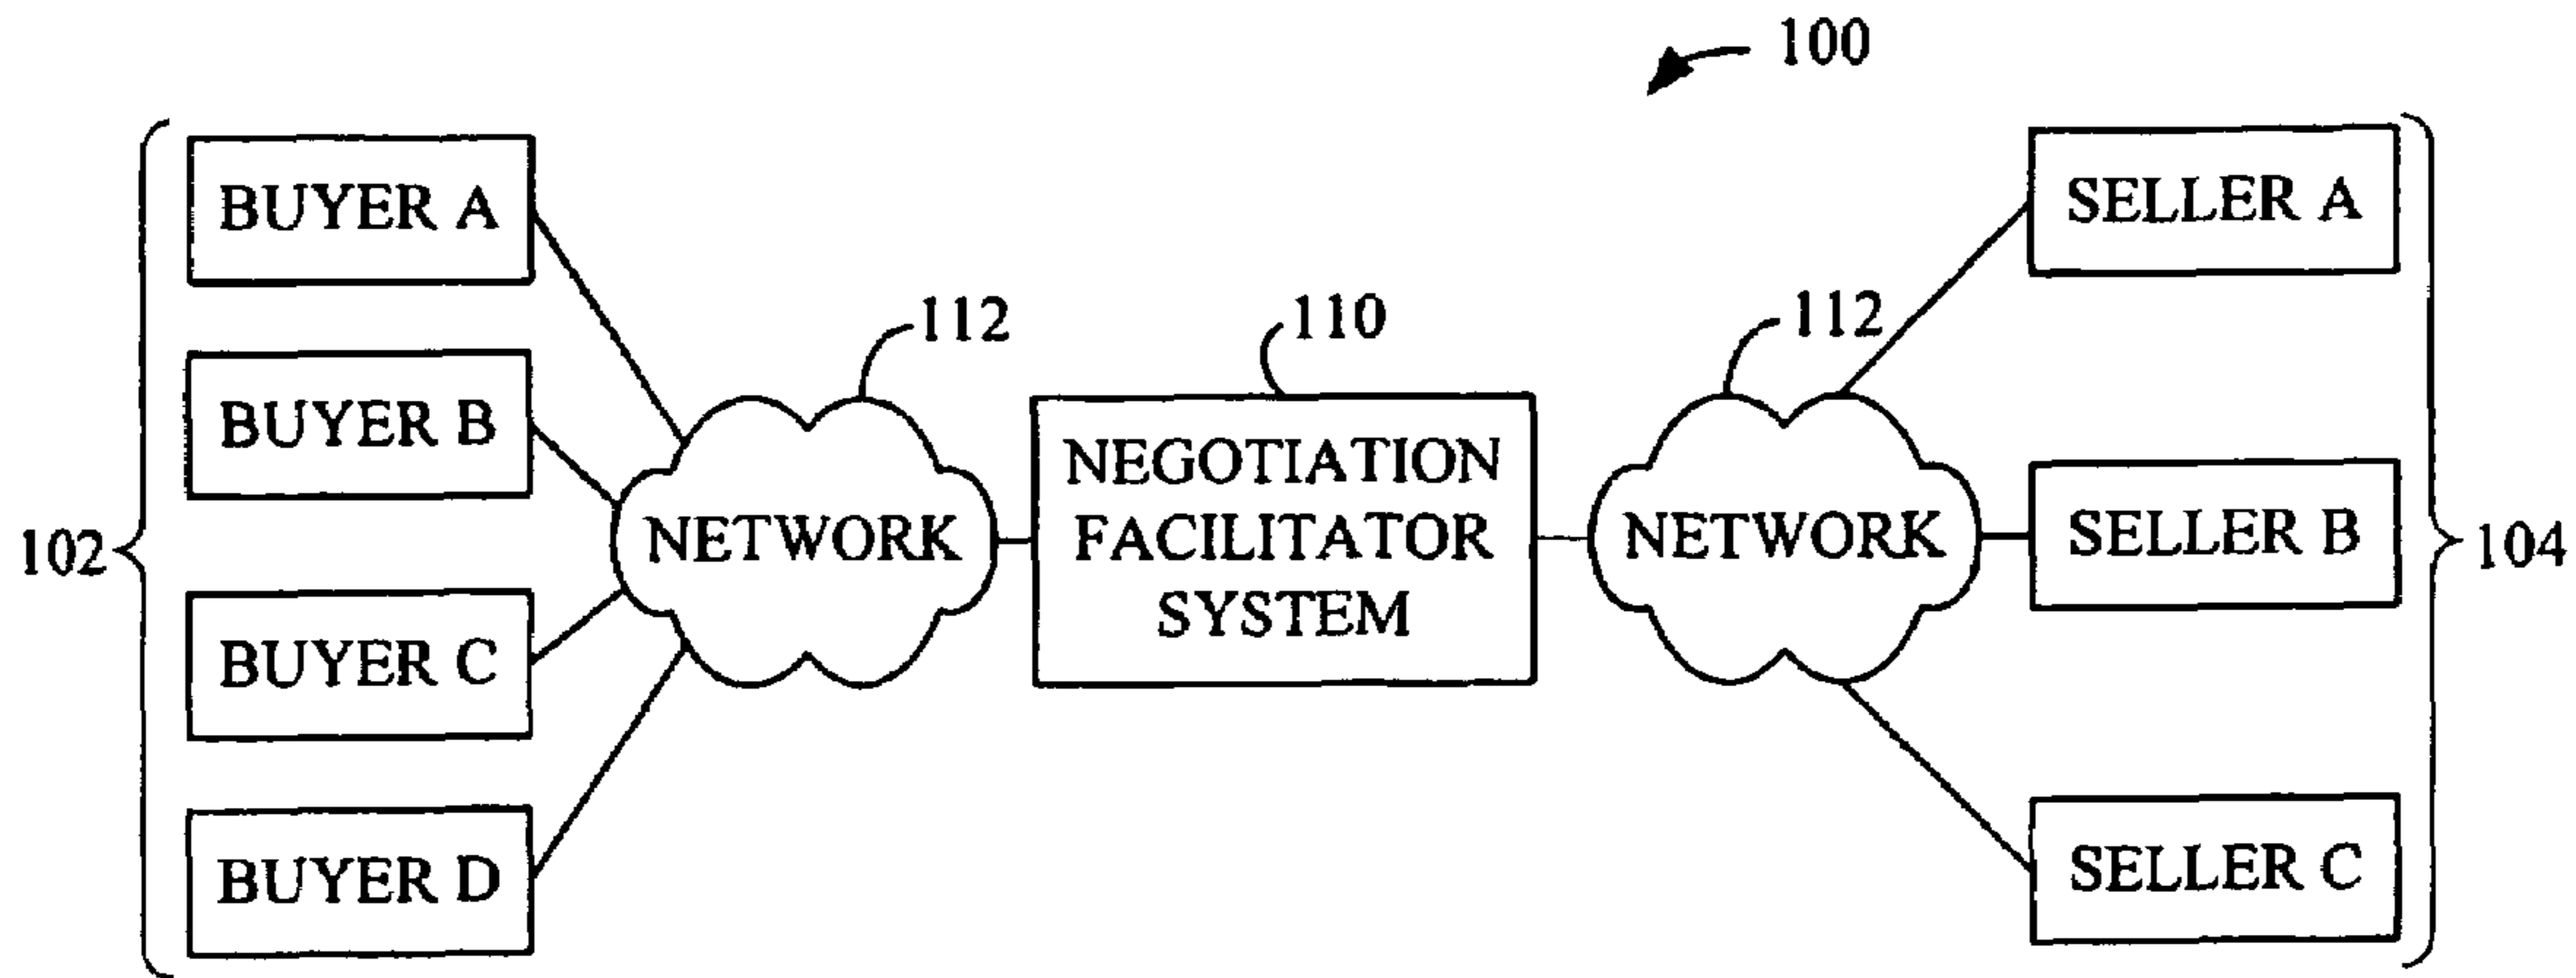 100
BUYER A
BUYER B
BUYER C
BUYER D
102
112
NETWORK
110
NEGOTIATION
FACILITATOR
SYSTEM
112
NETWORK
SELLER A
SELLER B
SELLER C
104